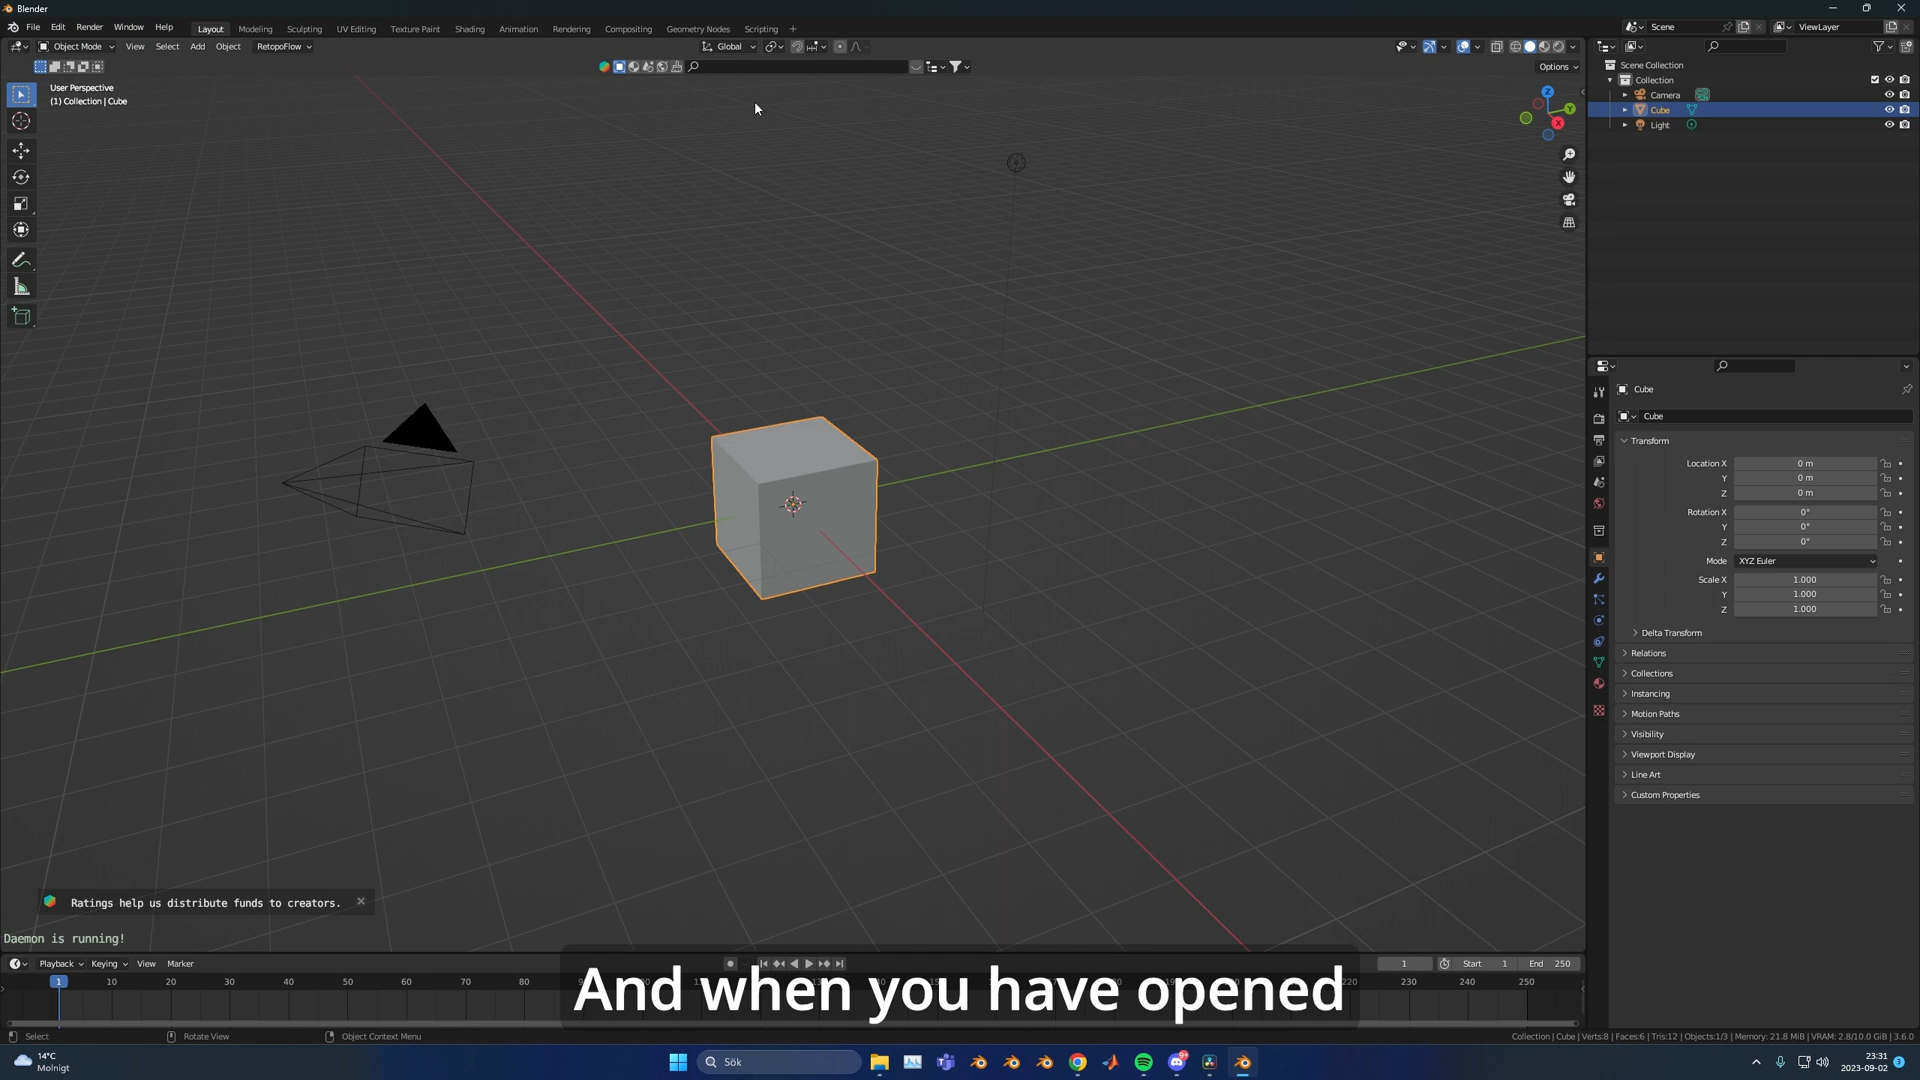 Blender
File Edit Render Window Help Layout Modeling Sculpting UV Editing Texture Paint Shading Animation Rendering Compositing Geometry Nodes Scripting + Scene ViewLayer
Object Mode View Select Add Object RetopoFlow Global
Options
User Perspective
(1) Collection | Cube
Z
Y
X
Scene Collection
Collection
Camera
Cube
Light
Cube
Cube
Transform
Location X 0 m
Y 0 m
Z 0 m
Rotation X 0°
Y 0°
Z 0°
Mode XYZ Euler
Scale X 1.000
Y 1.000
Z 1.000
Delta Transform
Relations
Collections
Instancing
Motion Paths
Visibility
Viewport Display
Line Art
Custom Properties
Ratings help us distribute funds to creators.
Daemon is running!
Playback Keying View Marker 1 Start 1 End 250
1 10 20 30 40 50 60 70 80 230 240 250
And when you have opened
Select Rotate View Object Context Menu Collection | Cube | Verts:8 | Faces:6 | Tris:12 | Objects:1/3 | Memory: 21.8 MiB | VRAM: 2.8/10.0 GiB | 3.6.0
14°C
Molnigt
Sök
23:31
2023-09-02
3